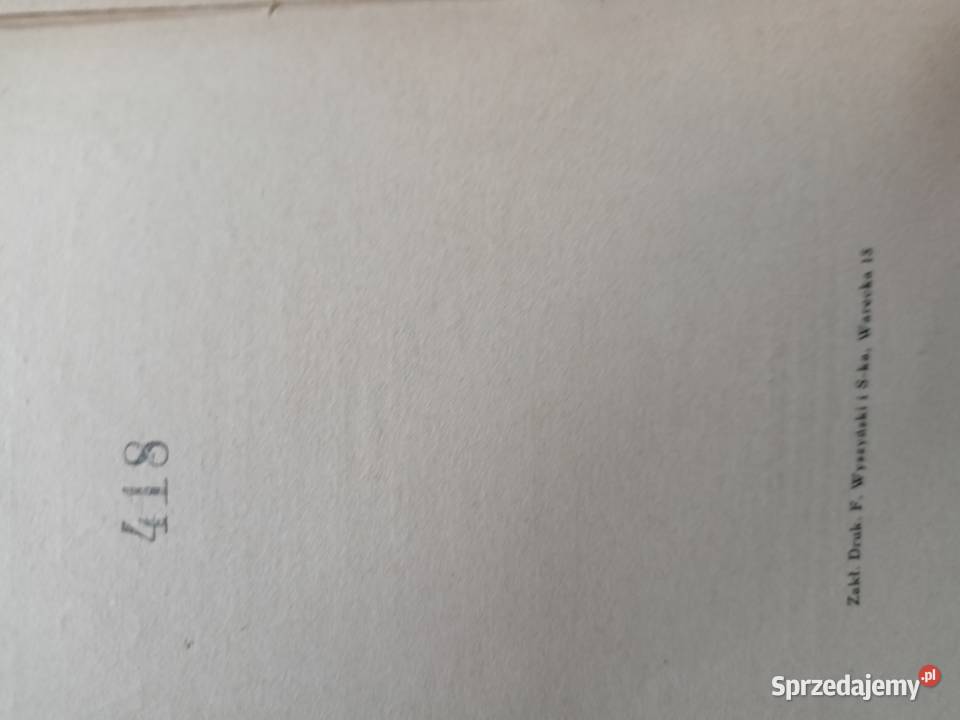 418
Zakł. Druk. F. Wyszyński i S-ka, Warecka 15
Sprzedajemy.pl